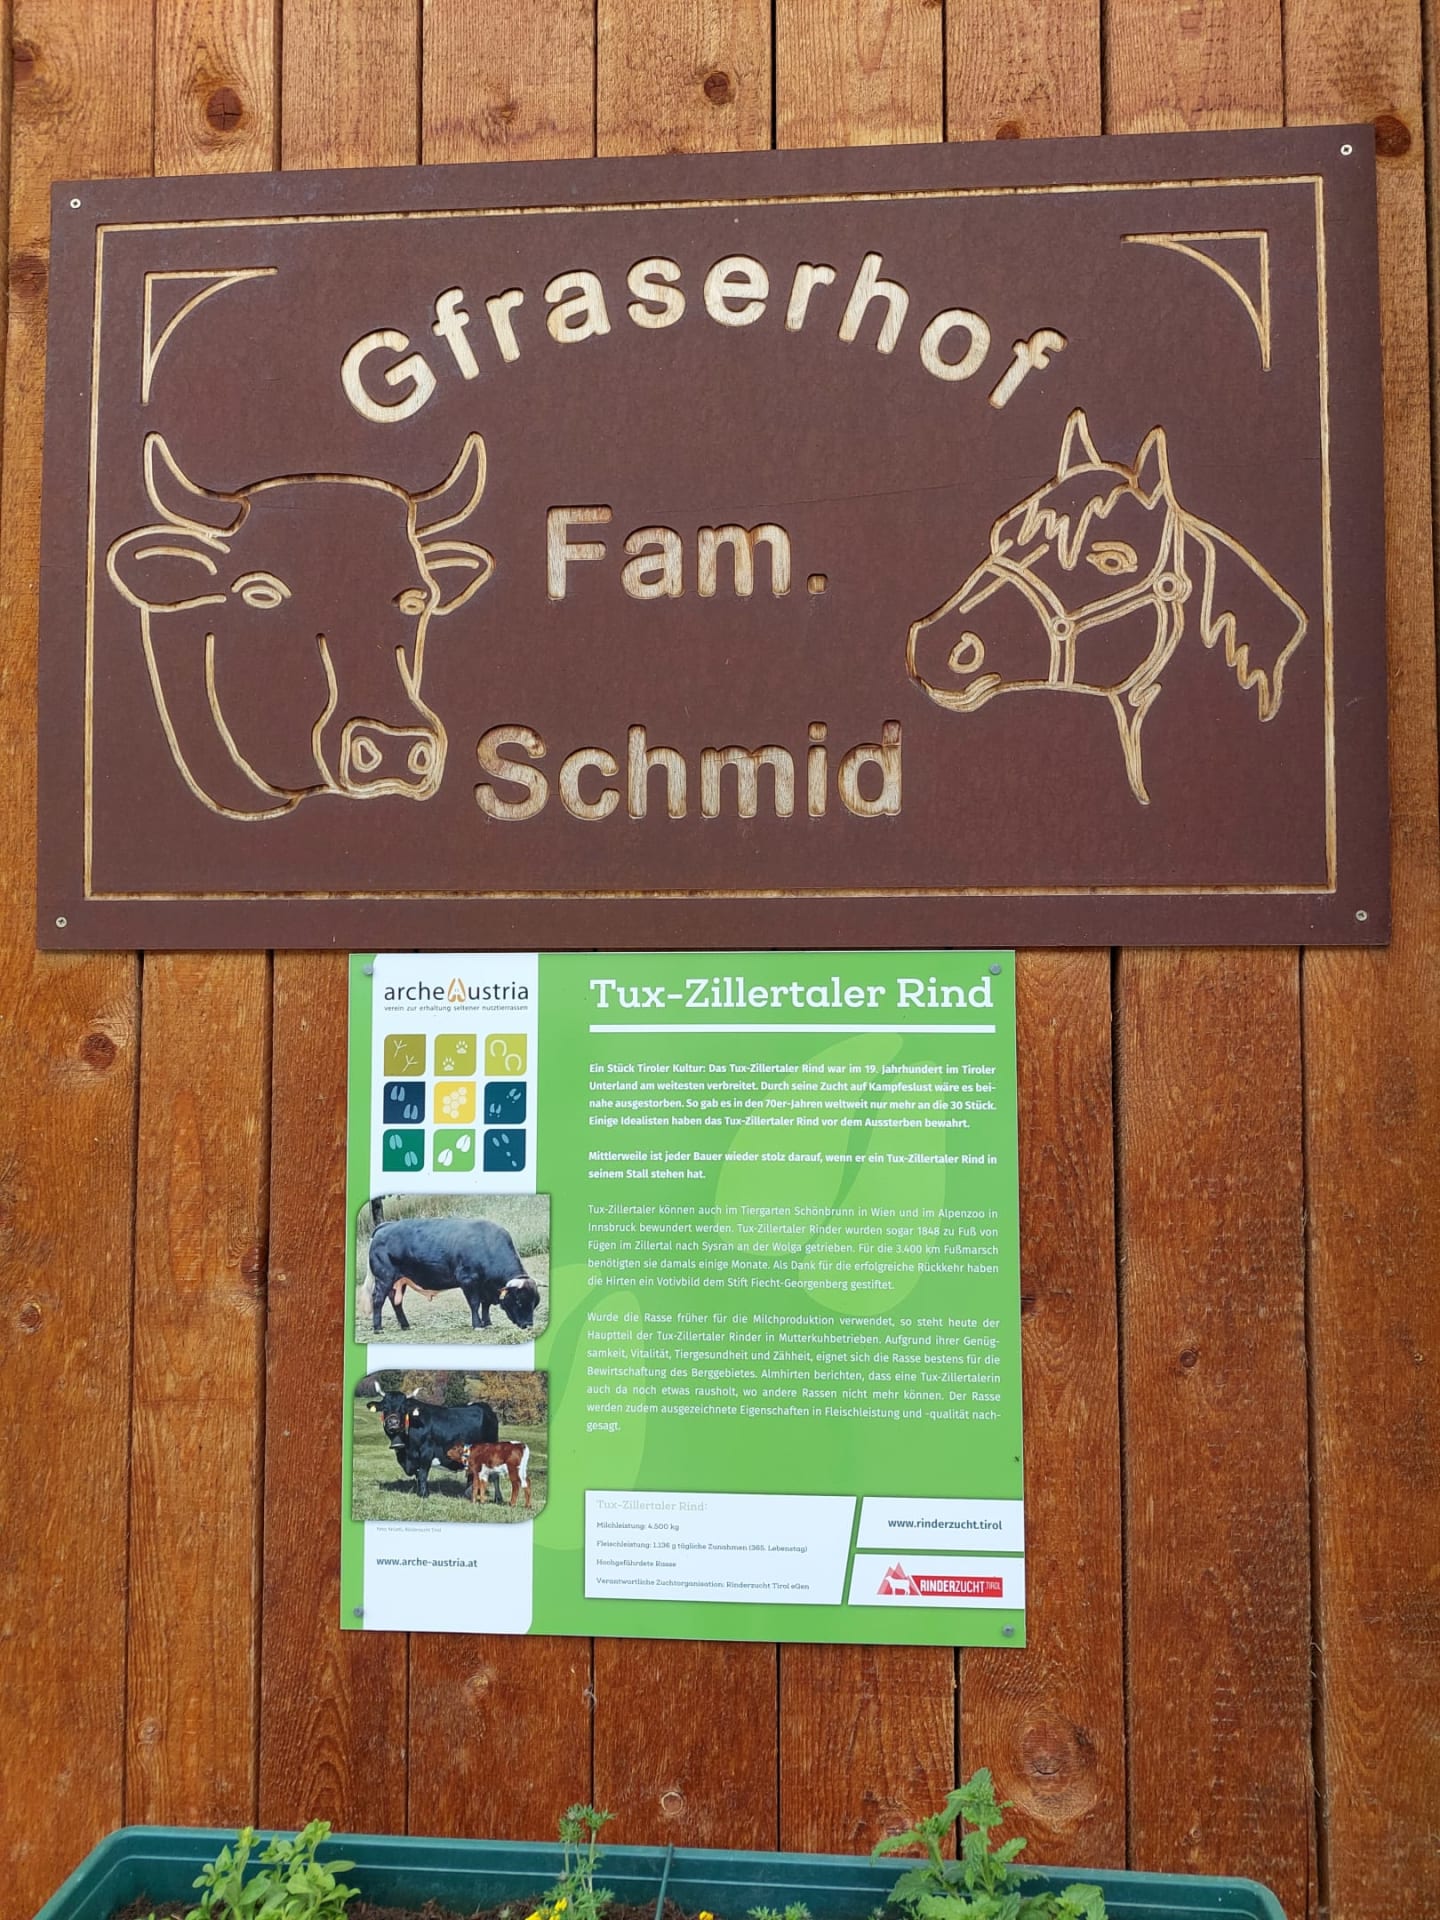 Gfraserhof
Fam.
Schmid
arche Austria
verein zur erhaltung seltener nutztierrassen
www.arche-austria.at
Tux-Zillertaler Rind
Ein Stück Tiroler Kultur: Das Tux-Zillertaler Rind war im 19. Jahrhundert im Tiroler
Unterland am weitesten verbreitet. Durch seine Zucht auf Kampfeslust wäre es bei-
nahe ausgestorben. So gab es in den 70er-Jahren weltweit nur mehr an die 30 Stück.
Einige Idealisten haben das Tux-Zillertaler Rind vor dem Aussterben bewahrt.
Mittlerweile ist jeder Bauer wieder stolz darauf, wenn er ein Tux-Zillertaler Rind in
seinem Stall stehen hat.
Tux-Zillertaler können auch im Tiergarten Schönbrunn in Wien und im Alpenzoo in
Innsbruck bewundert werden. Tux-Zillertaler Rinder wurden sogar 1848 zu Fuß von
Fügen im Zillertal nach Sysran an der Wolga getrieben. Für die 3.400 km Fußmarsch
benötigten sie damals einige Monate. Als Dank für die erfolgreiche Rückkehr haben
die Hirten ein Votivbild dem Stift Fiecht-Georgenberg gestiftet.
Wurde die Rasse früher für die Milchproduktion verwendet, so steht heute der
Hauptteil der Tux-Zillertaler Rinder in Mutterkuhbetrieben. Aufgrund ihrer Genüg-
samkeit, Vitalität, Tiergesundheit und Zähheit, eignet sich die Rasse bestens für die
Bewirtschaftung des Berggebietes. Almhirten berichten, dass eine Tux-Zillertalerin
auch da noch etwas rausholt, wo andere Rassen nicht mehr können. Der Rasse
werden zudem ausgezeichnete Eigenschaften in Fleischleistung und -qualität nach-
gesagt.
Tux-Zillertaler Rind:
Milchleistung: 4.500 kg
Fleischleistung: 1.136 g tägliche Zunahmen (365. Lebenstag)
Hochgefährdete Rasse
Verantwortliche Zuchtorganisation: Rinderzucht Tirol eGen
www.rinderzucht.tirol
RINDERZUCHT TIROL